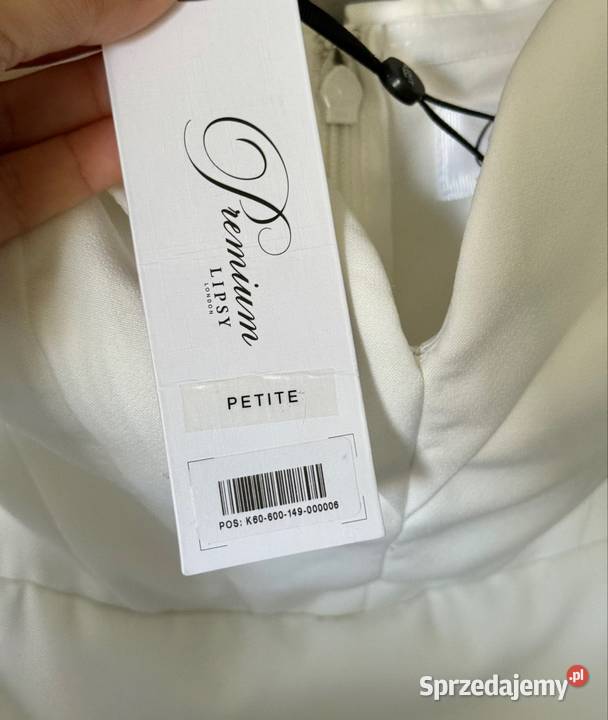 Premium
LIPSY
LONDON
PETITE
POS: K60-600-149-000006
Sprzedajemy.pl